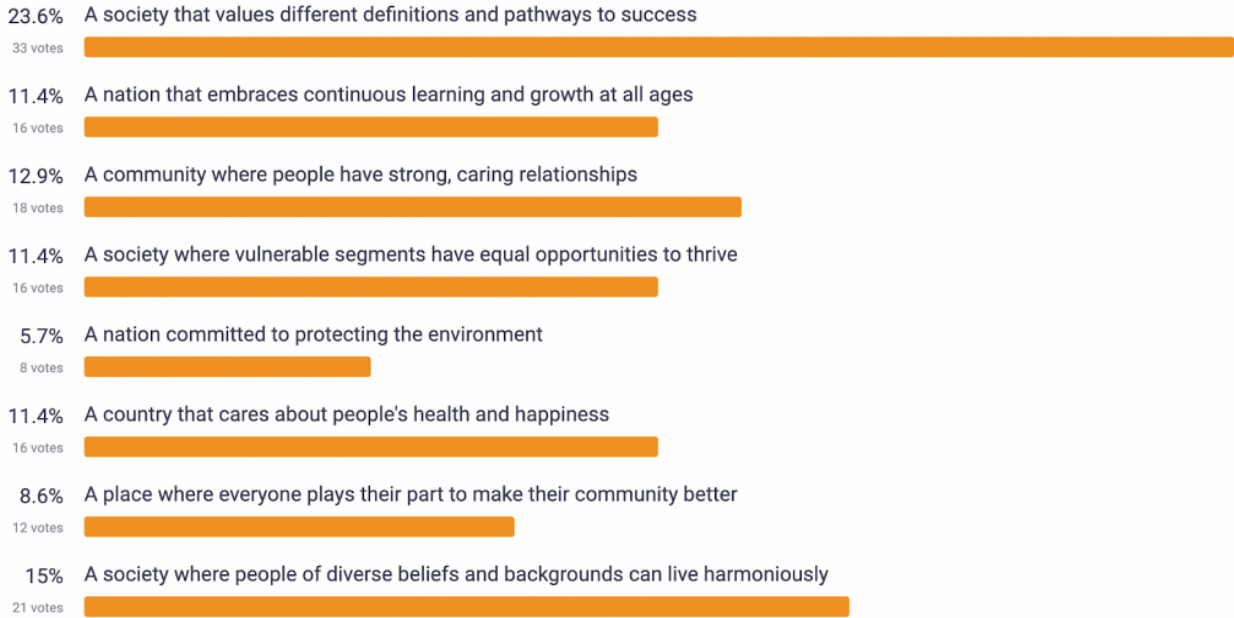 23.6% A society that values different definitions and pathways to success
33 votes
11.4% A nation that embraces continuous learning and growth at all ages
16 votes
12.9% A community where people have strong, caring relationships
18 votes
11.4% A society where vulnerable segments have equal opportunities to thrive
16 votes
5.7% A nation committed to protecting the environment
8 votes
11.4% A country that cares about people's health and happiness
16 votes
8.6% A place where everyone plays their part to make their community better
12 votes
15% A society where people of diverse beliefs and backgrounds can live harmoniously
21 votes